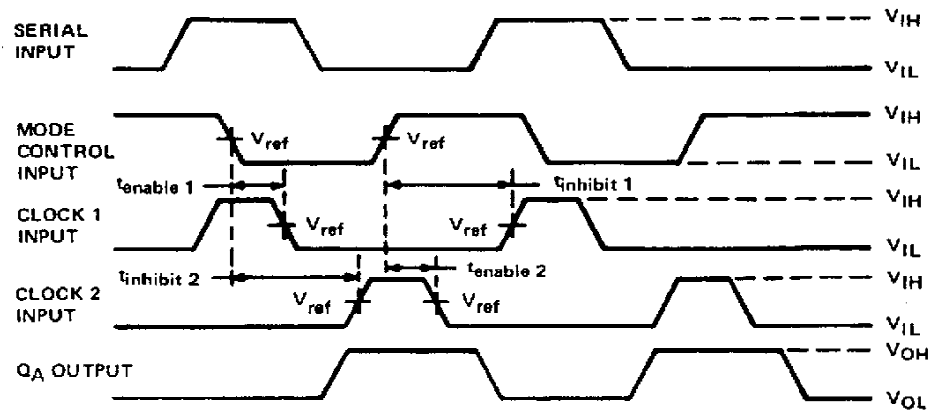 SERIAL
INPUT
VIH
VIL
MODE
CONTROL
INPUT
Vref
Vref
VIH
VIL
tenable 1
tinhibit 1
CLOCK 1
INPUT
Vref
Vref
VIH
VIL
tinhibit 2
tenable 2
CLOCK 2
INPUT
Vref
Vref
VIH
VIL
QA OUTPUT
VOH
VOL